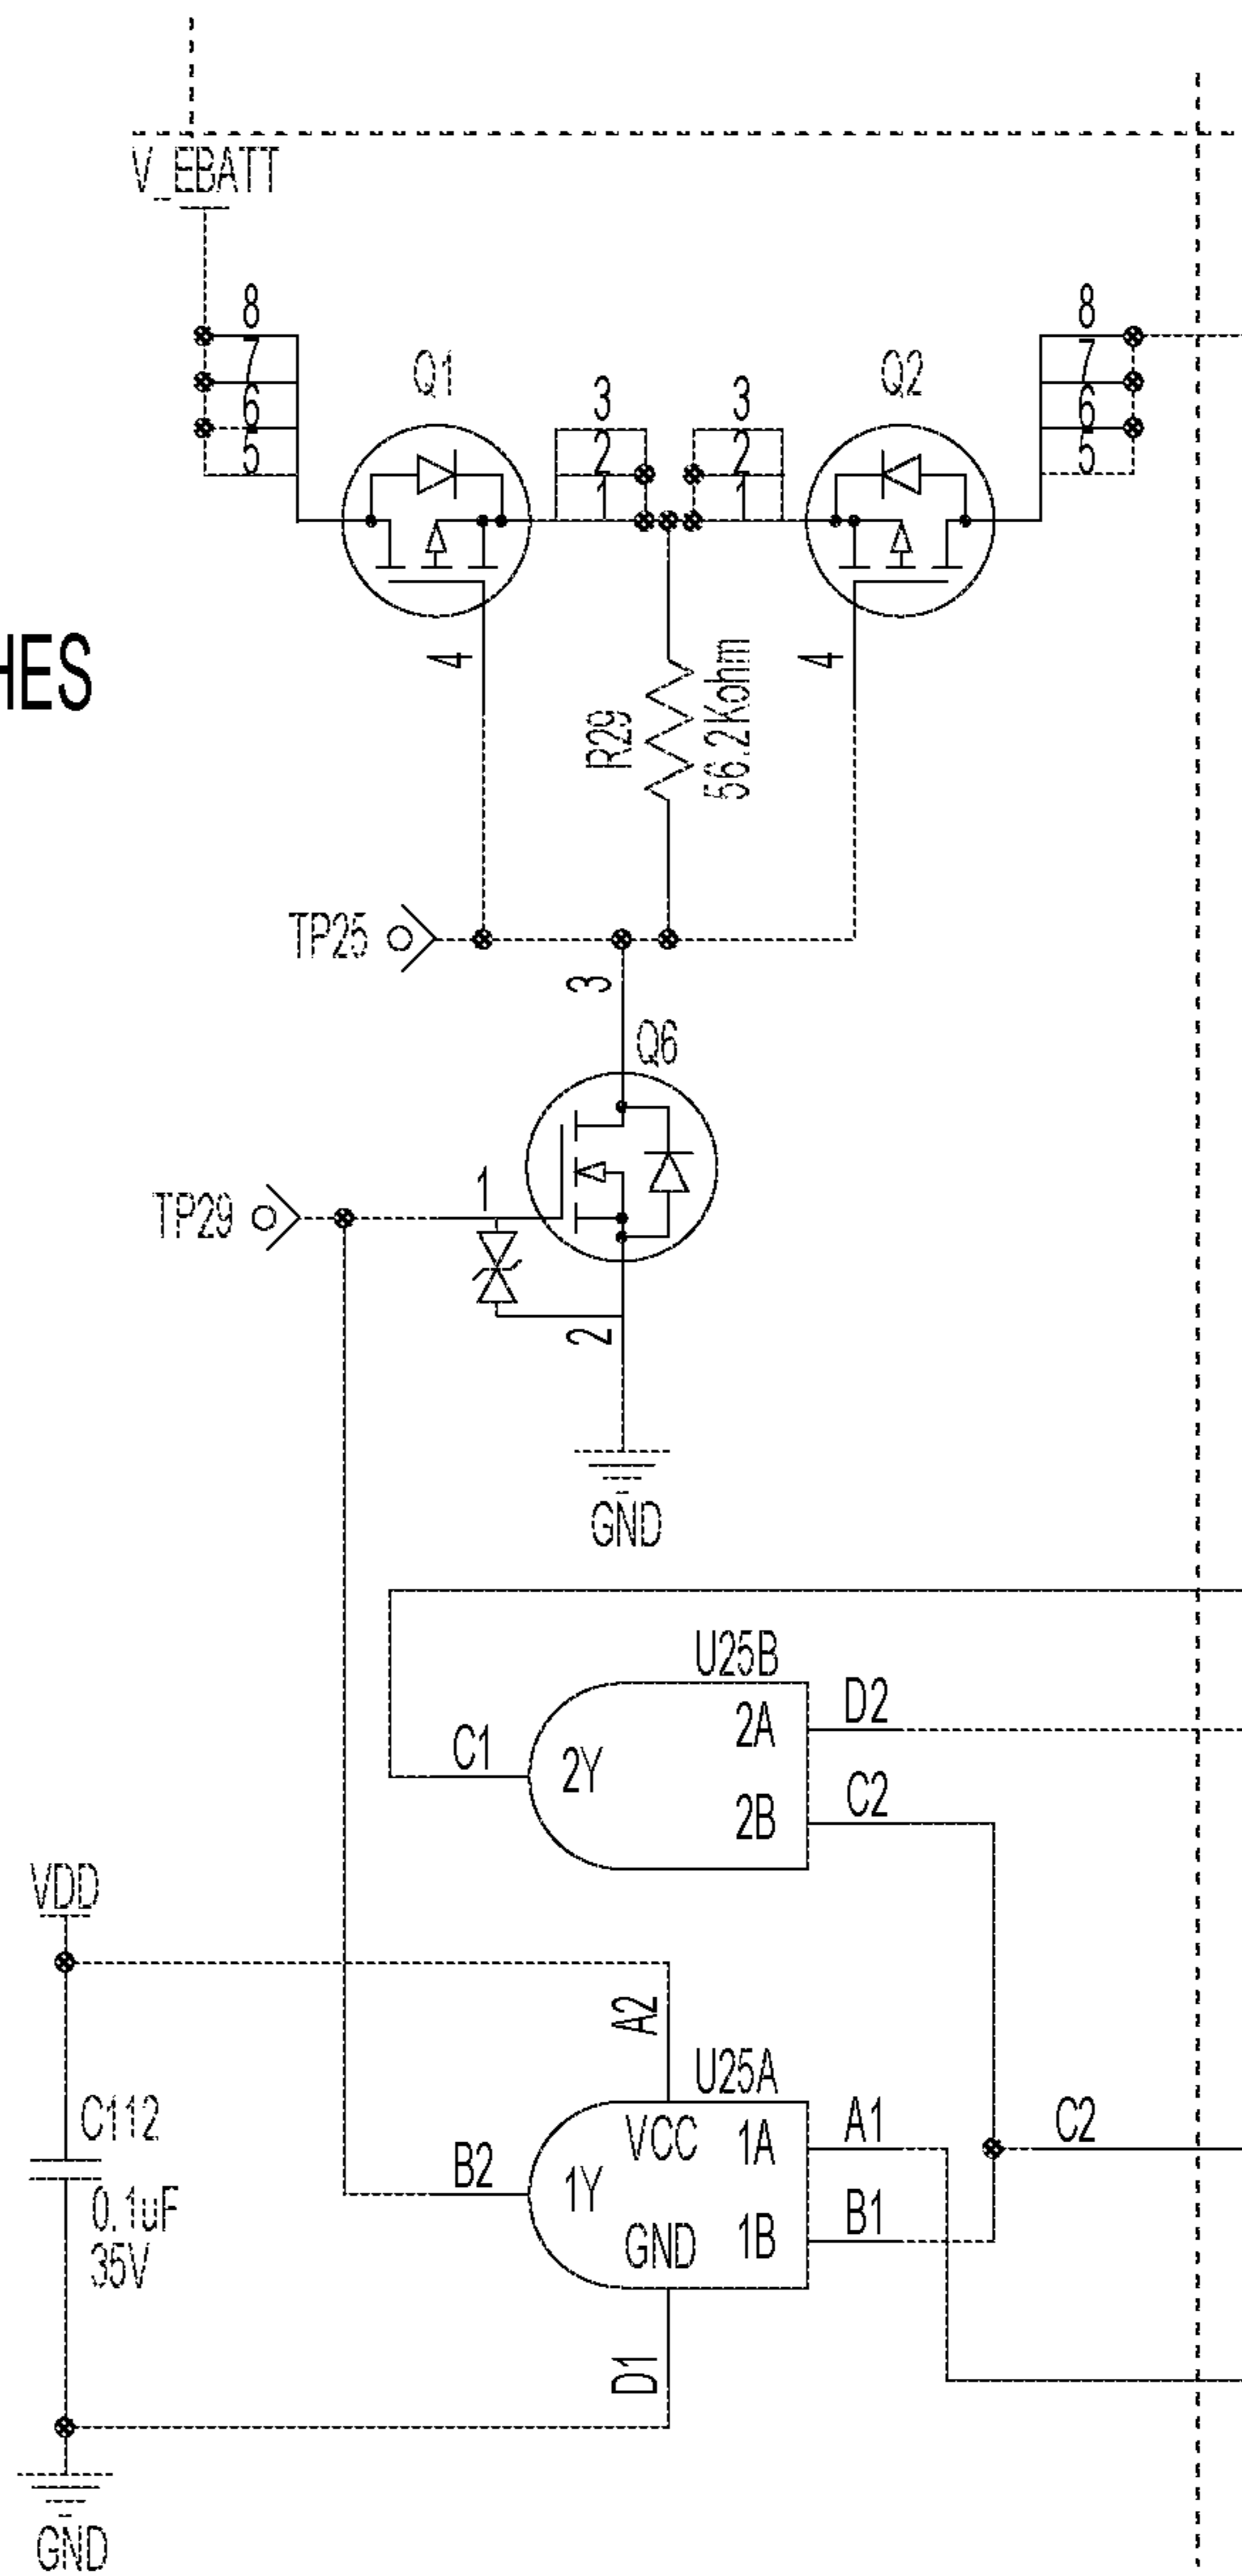 V_EBATT
8
7
6
5
Q1
3
2
1
3
2
1
Q2
8
7
6
5
4
4
HES
R29
56.2Kohm
TP25
3
Q6
TP29
1
2
GND
U25B
C1
2Y
2A
D2
2B
C2
VDD
A2
U25A
C112
0.1uF
35V
B2
1Y
VCC
1A
A1
C2
GND
1B
B1
D1
GND